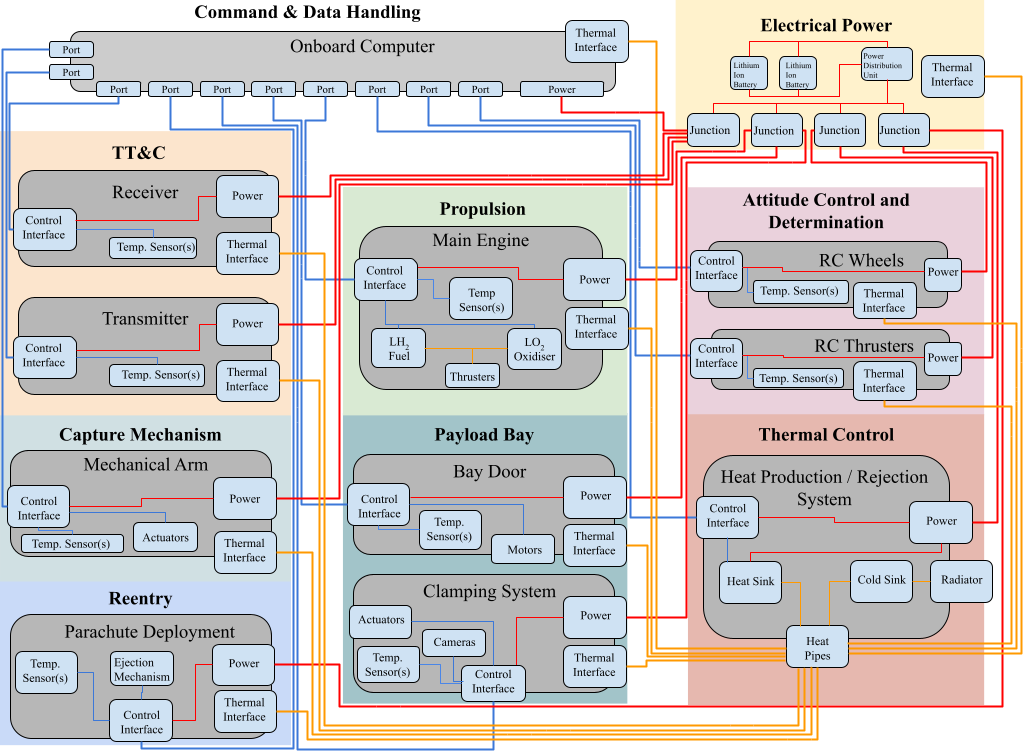 Command & Data Handling
Onboard Computer
Thermal
Interface
Port
Port
Port
Port
Port
Port
Port
Port
Port
Port
Power
Electrical Power
Lithium
Ion
Battery
Lithium
Ion
Battery
Power
Distribution
Unit
Thermal
Interface
Junction
Junction
Junction
Junction
TT&C
Receiver
Control
Interface
Temp. Sensor(s)
Power
Thermal
Interface
Transmitter
Control
Interface
Temp. Sensor(s)
Power
Thermal
Interface
Propulsion
Main Engine
Control
Interface
Temp
Sensor(s)
LH2
Fuel
LO2
Oxidiser
Thrusters
Power
Thermal
Interface
Attitude Control and
Determination
RC Wheels
Control
Interface
Temp. Sensor(s)
Power
Thermal
Interface
RC Thrusters
Control
Interface
Temp. Sensor(s)
Power
Thermal
Interface
Capture Mechanism
Mechanical Arm
Control
Interface
Temp. Sensor(s)
Actuators
Power
Thermal
Interface
Payload Bay
Bay Door
Control
Interface
Temp.
Sensor(s)
Motors
Power
Thermal
Interface
Clamping System
Actuators
Cameras
Temp.
Sensor(s)
Control
Interface
Power
Thermal
Interface
Thermal Control
Heat Production / Rejection
System
Control
Interface
Power
Heat Sink
Cold Sink
Radiator
Heat
Pipes
Reentry
Parachute Deployment
Temp.
Sensor(s)
Ejection
Mechanism
Control
Interface
Power
Thermal
Interface